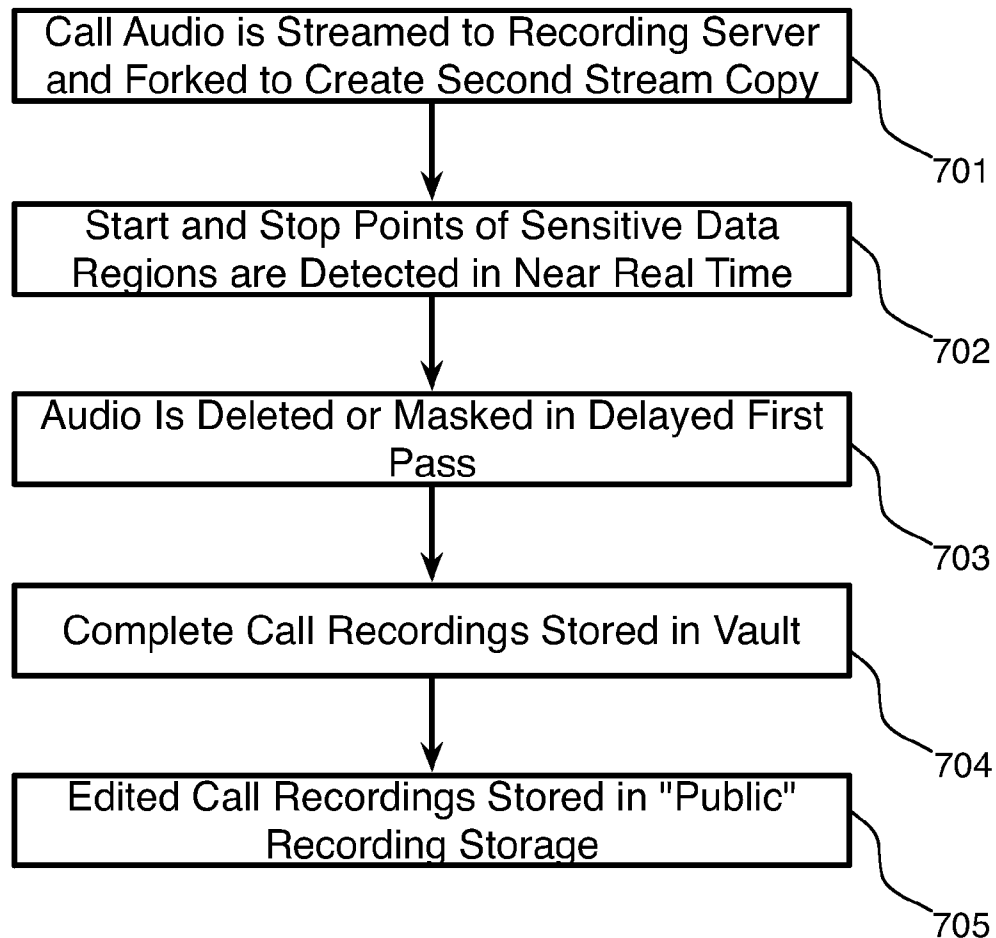 Call Audio is Streamed to Recording Server
and Forked to Create Second Stream Copy
701
Start and Stop Points of Sensitive Data
Regions are Detected in Near Real Time
702
Audio Is Deleted or Masked in Delayed First
Pass
703
Complete Call Recordings Stored in Vault
704
Edited Call Recordings Stored in "Public"
Recording Storage
705